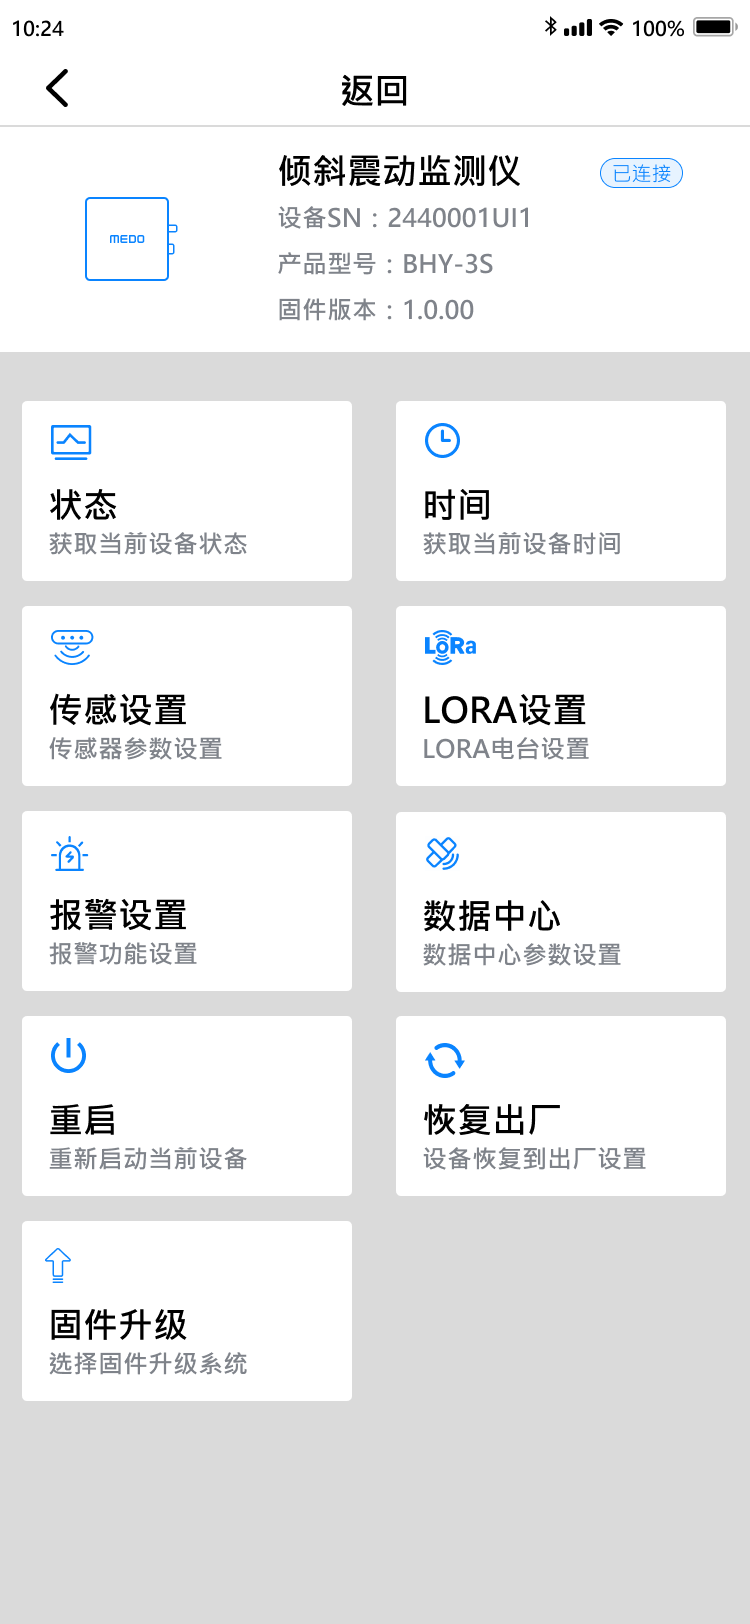 10:24
100%
返回
MEDO
倾斜震动监测仪
已连接
设备SN：2440001UI1
产品型号：BHY-3S
固件版本：1.0.00
状态
获取当前设备状态
时间
获取当前设备时间
传感设置
传感器参数设置
LoRa
LORA设置
LORA电台设置
报警设置
报警功能设置
数据中心
数据中心参数设置
重启
重新启动当前设备
恢复出厂
设备恢复到出厂设置
固件升级
选择固件升级系统